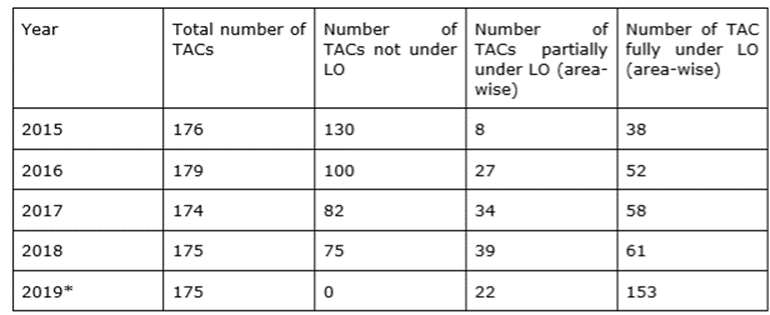 Year Total number of Number of Number of Number of TAC
TACs TACs not under TACs partially fully under LO
LO under LO (area- (area-wise)
wise)
2015 176 130 8 38
2016 179 100 27 52
2017 174 82 34 58
2018 175 75 39 61
2019* 175 0 22 153